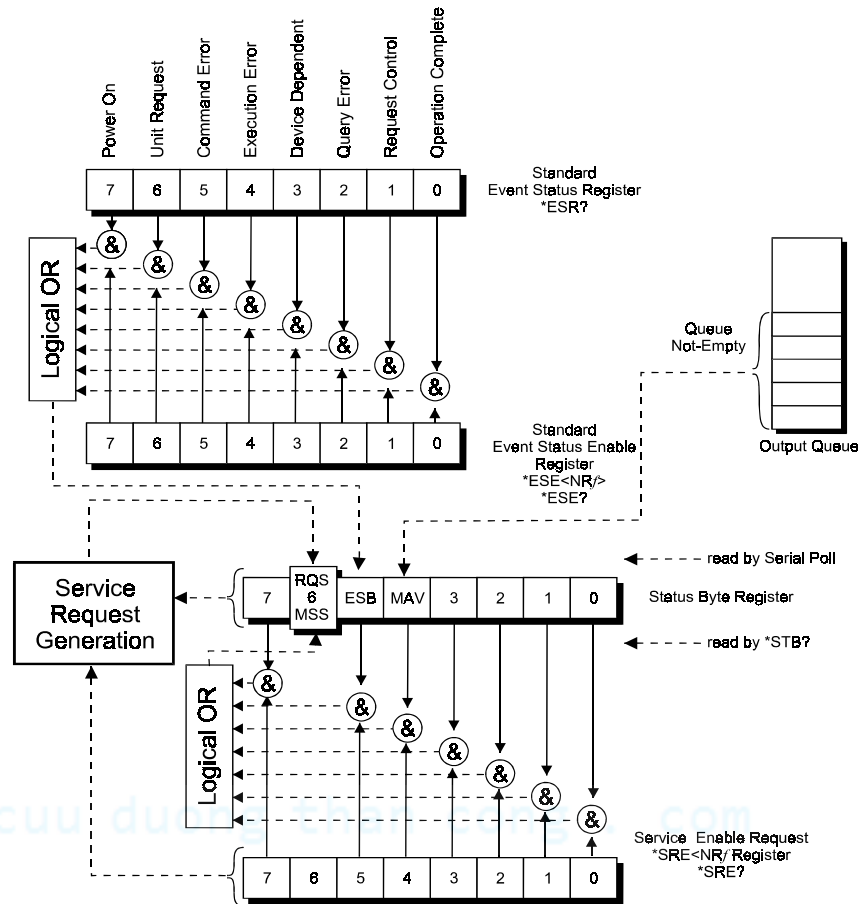 Power On
Unit Request
Command Error
Execution Error
Device Dependent
Query Error
Request Control
Operation Complete
7 6 5 4 3 2 1 0
Standard
Event Status Register
*ESR?
& & & & & & & &
Logical OR
Queue
Not-Empty
Output Queue
7 6 5 4 3 2 1 0
Standard
Event Status Enable
Register
*ESE<NRf>
*ESE?
read by Serial Poll
Service
Request
Generation
7 RQS 6 MSS ESB MAV 3 2 1 0
Status Byte Register
read by *STB?
& & & & & & &
Logical OR
cuu duong than cong . com
Service Enable Request
*SRE<NRf Register
*SRE?
7 6 5 4 3 2 1 0